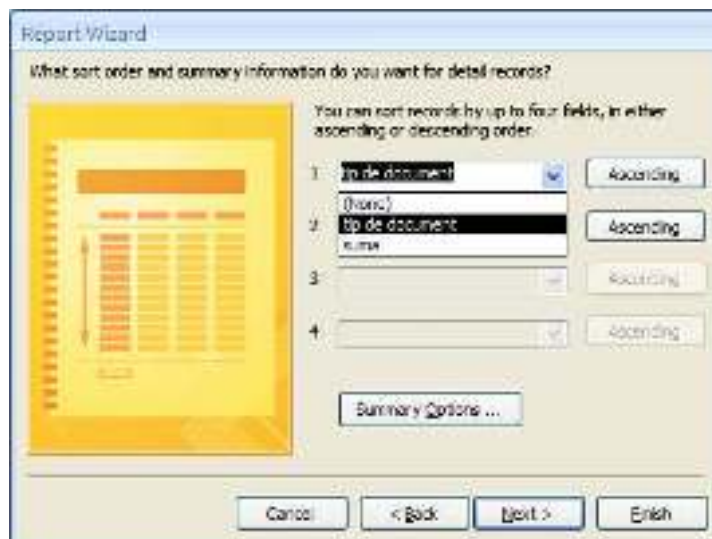 Report Wizard
What sort order and summary information do you want for detail records?
You can sort records by up to four fields, in either
ascending or descending order.
1 tip de document Ascending
(None)
2 tip de document Ascending
suma
3 Ascending
4 Ascending
Summary Options ...
Cancel < Back Next > Finish